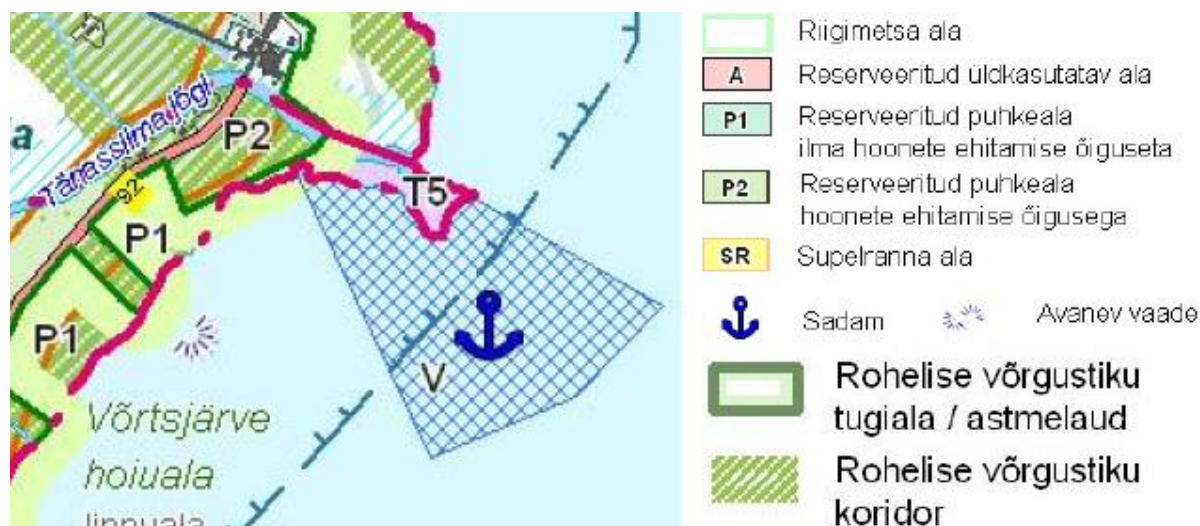 a
Tänassilma jõgi
P2
T5
92
P1
P1
V
Võrtsjärve
hoiuala
linnuala
Riigimetsa ala
A Reserveeritud üldkasutatav ala
P1 Reserveeritud puhkeala
ilma hoonete ehitamise õiguseta
P2 Reserveeritud puhkeala
hoonete ehitamise õigusega
SR Supelranna ala
Sadam Avanev vaade
Rohelise võrgustiku
tugiala / astmelaud
Rohelise võrgustiku
koridor